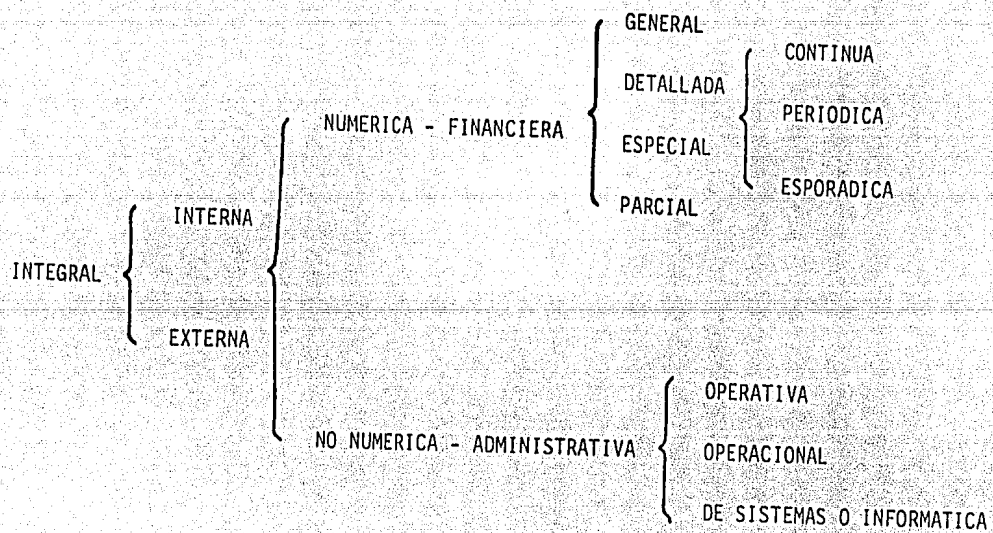 GENERAL
CONTINUA
DETALLADA
NUMERICA - FINANCIERA
PERIODICA
ESPECIAL
ESPORADICA
PARCIAL
INTERNA
INTEGRAL
EXTERNA
OPERATIVA
NO NUMERICA - ADMINISTRATIVA
OPERACIONAL
DE SISTEMAS O INFORMATICA